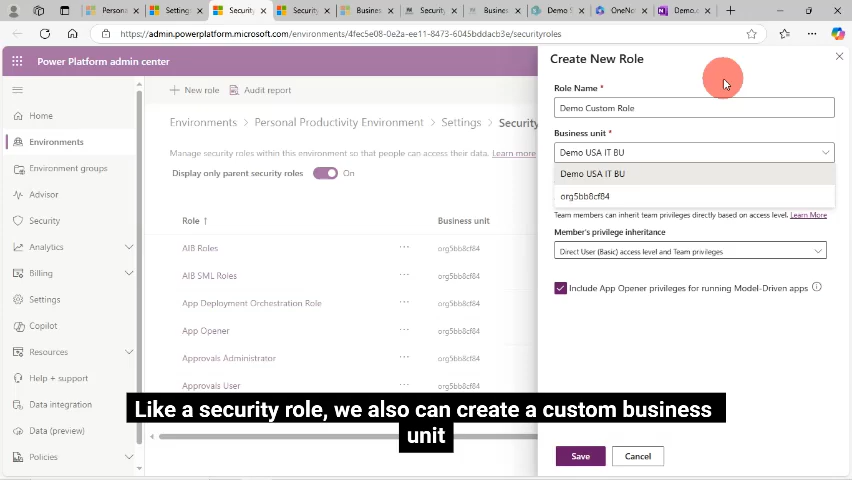 Persona
Setting:
Security
Security
Busines:
Security
Busines:
Demo S
OneNo
Demo.c
https://admin.powerplatform.microsoft.com/environments/4fec5e08-0e2a-ee11-8473-6045bddacb3e/securityroles
Power Platform admin center
Home
Environments
Environment groups
Advisor
Security
Analytics
Billing
Settings
Copilot
Resources
Help + support
Data integration
Data (preview)
Policies
New role
Audit report
Environments > Personal Productivity Environment > Settings > Security
Manage security roles within this environment so that people can access their data. Learn more
Display only parent security roles
On
Role ↑
Business unit
AIB Roles ... org5bb8cf84
AIB SML Roles ... org5bb8cf84
App Deployment Orchestration Role org5bb8cf84
App Opener ... org5bb8cf84
Approvals Administrator ... org5bb8cf84
Approvals User ... org5bb8cf84
Create New Role
Role Name *
Demo Custom Role
Business unit *
Demo USA IT BU
Demo USA IT BU
org5bb8cf84
Team members can inherit team privileges directly based on access level. Learn More
Member's privilege inheritance
Direct User (Basic) access level and Team privileges
Include App Opener privileges for running Model-Driven apps
Save
Cancel
Like a security role, we also can create a custom business
unit